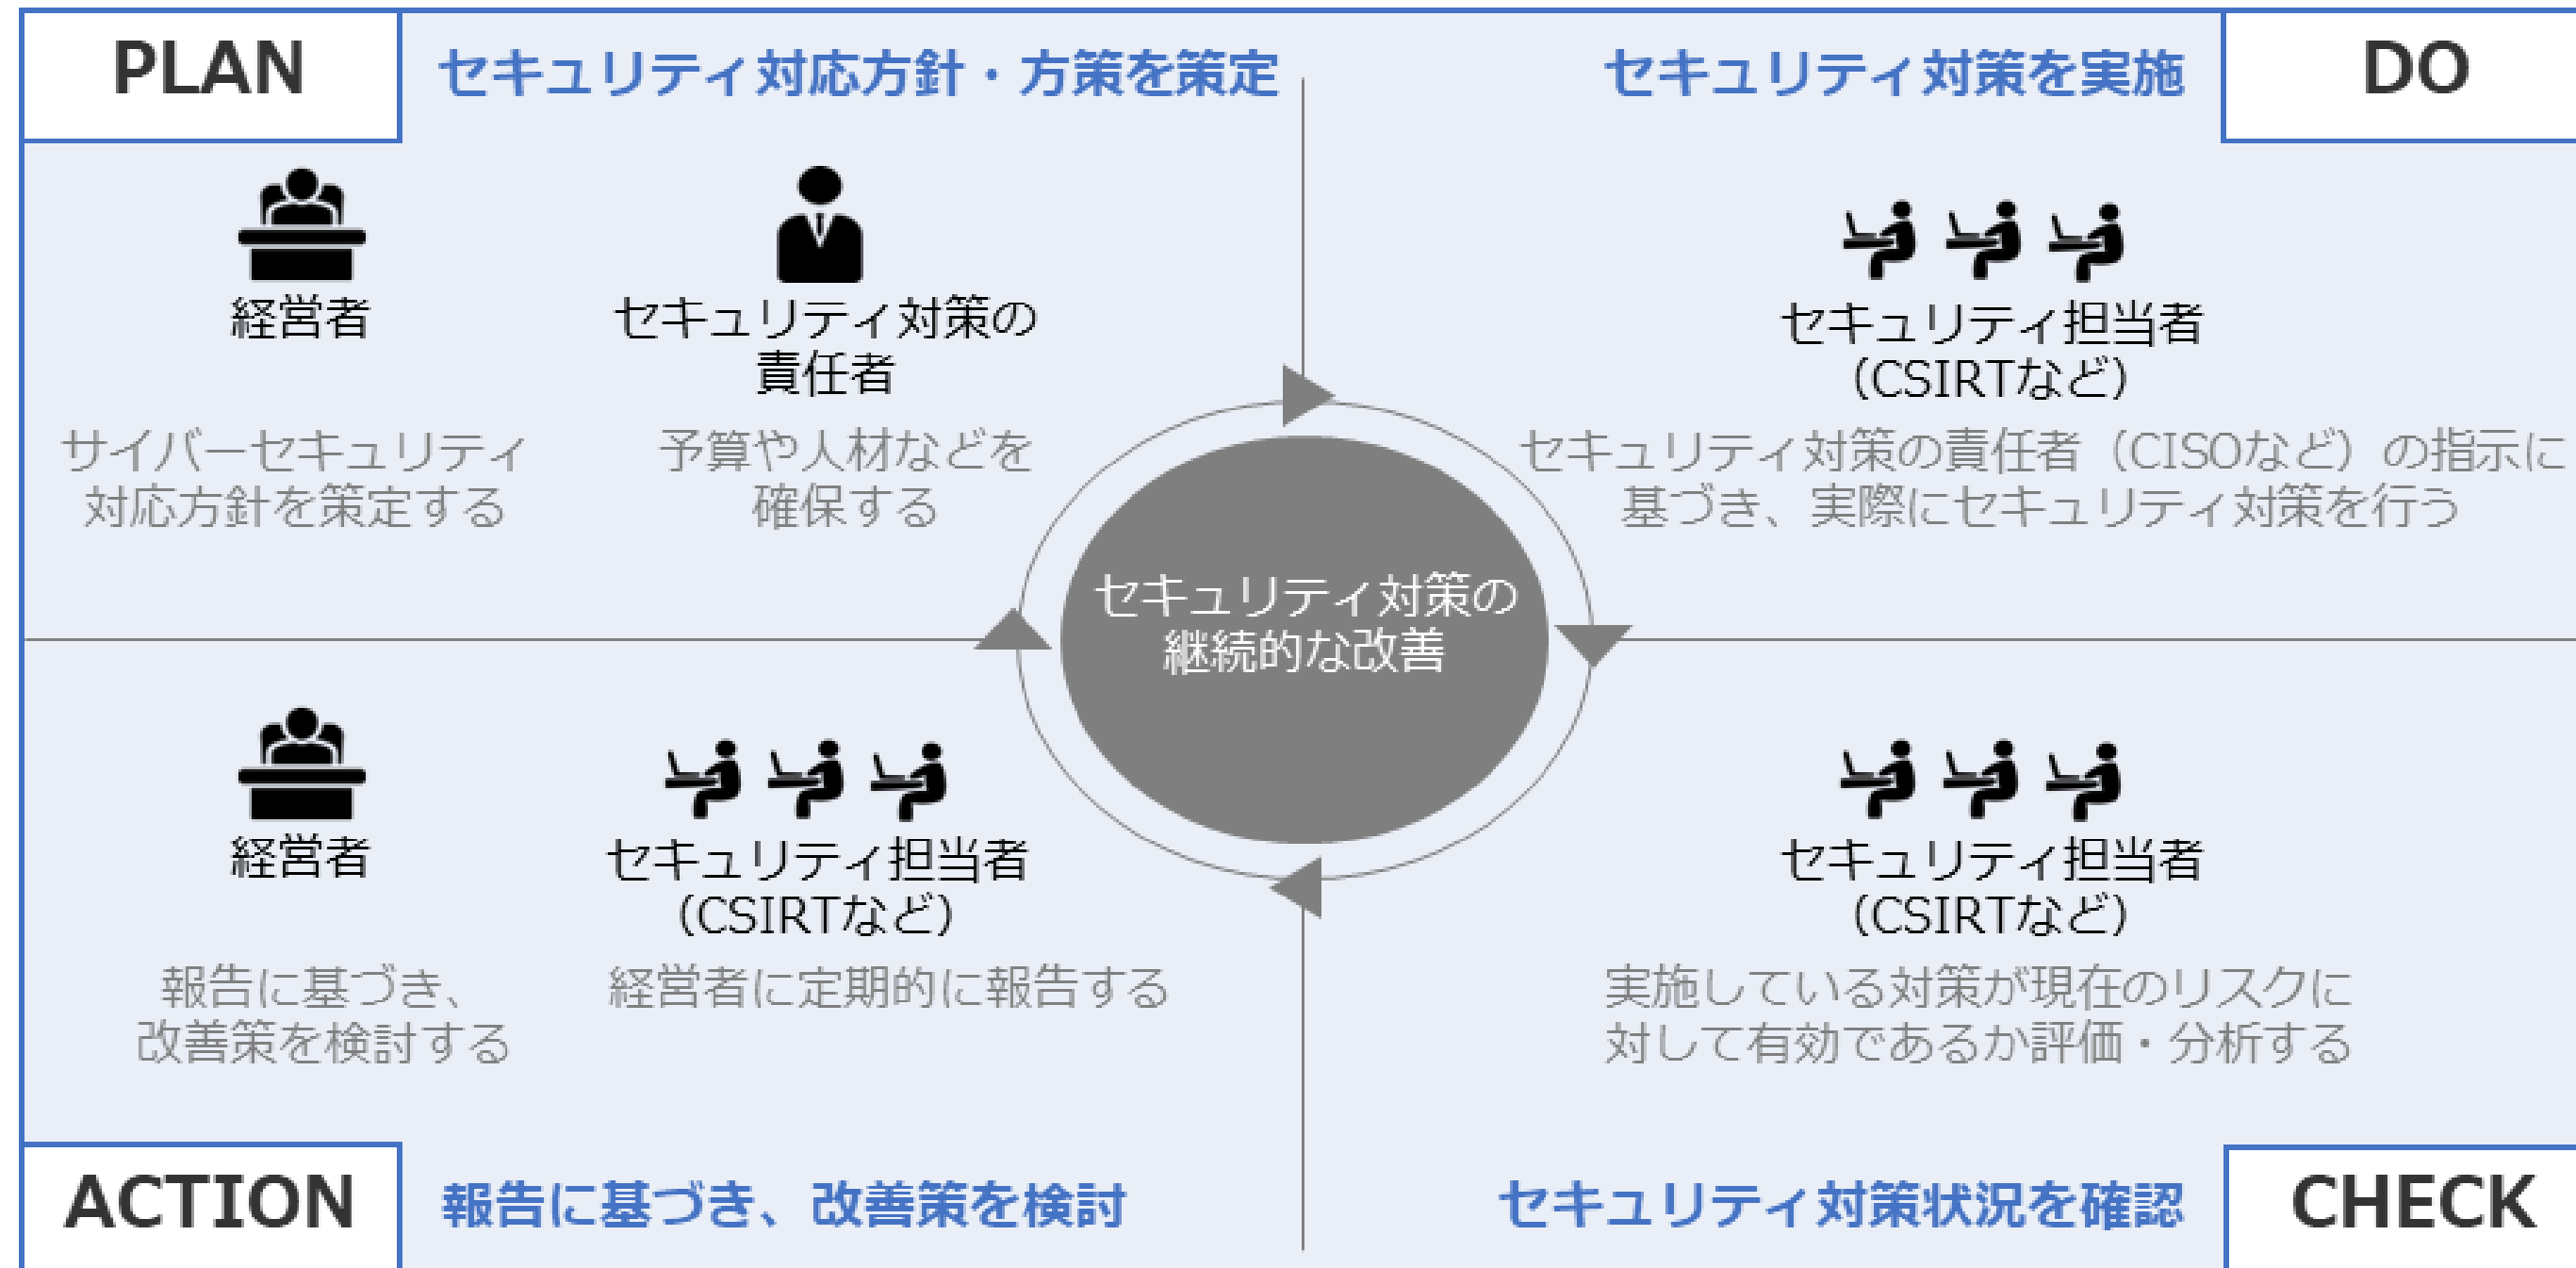 PLAN
セキュリティ対応方針・方策を策定
経営者
サイバーセキュリティ
対応方針を策定する
セキュリティ対策の
責任者
予算や人材などを
確保する
セキュリティ対策を実施
DO
セキュリティ担当者
（CSIRTなど）
セキュリティ対策の責任者（CISOなど）の指示に
基づき、実際にセキュリティ対策を行う
セキュリティ対策の
継続的な改善
経営者
報告に基づき、
改善策を検討する
セキュリティ担当者
（CSIRTなど）
経営者に定期的に報告する
ACTION
報告に基づき、改善策を検討
セキュリティ担当者
（CSIRTなど）
実施している対策が現在のリスクに
対して有効であるか評価・分析する
セキュリティ対策状況を確認
CHECK